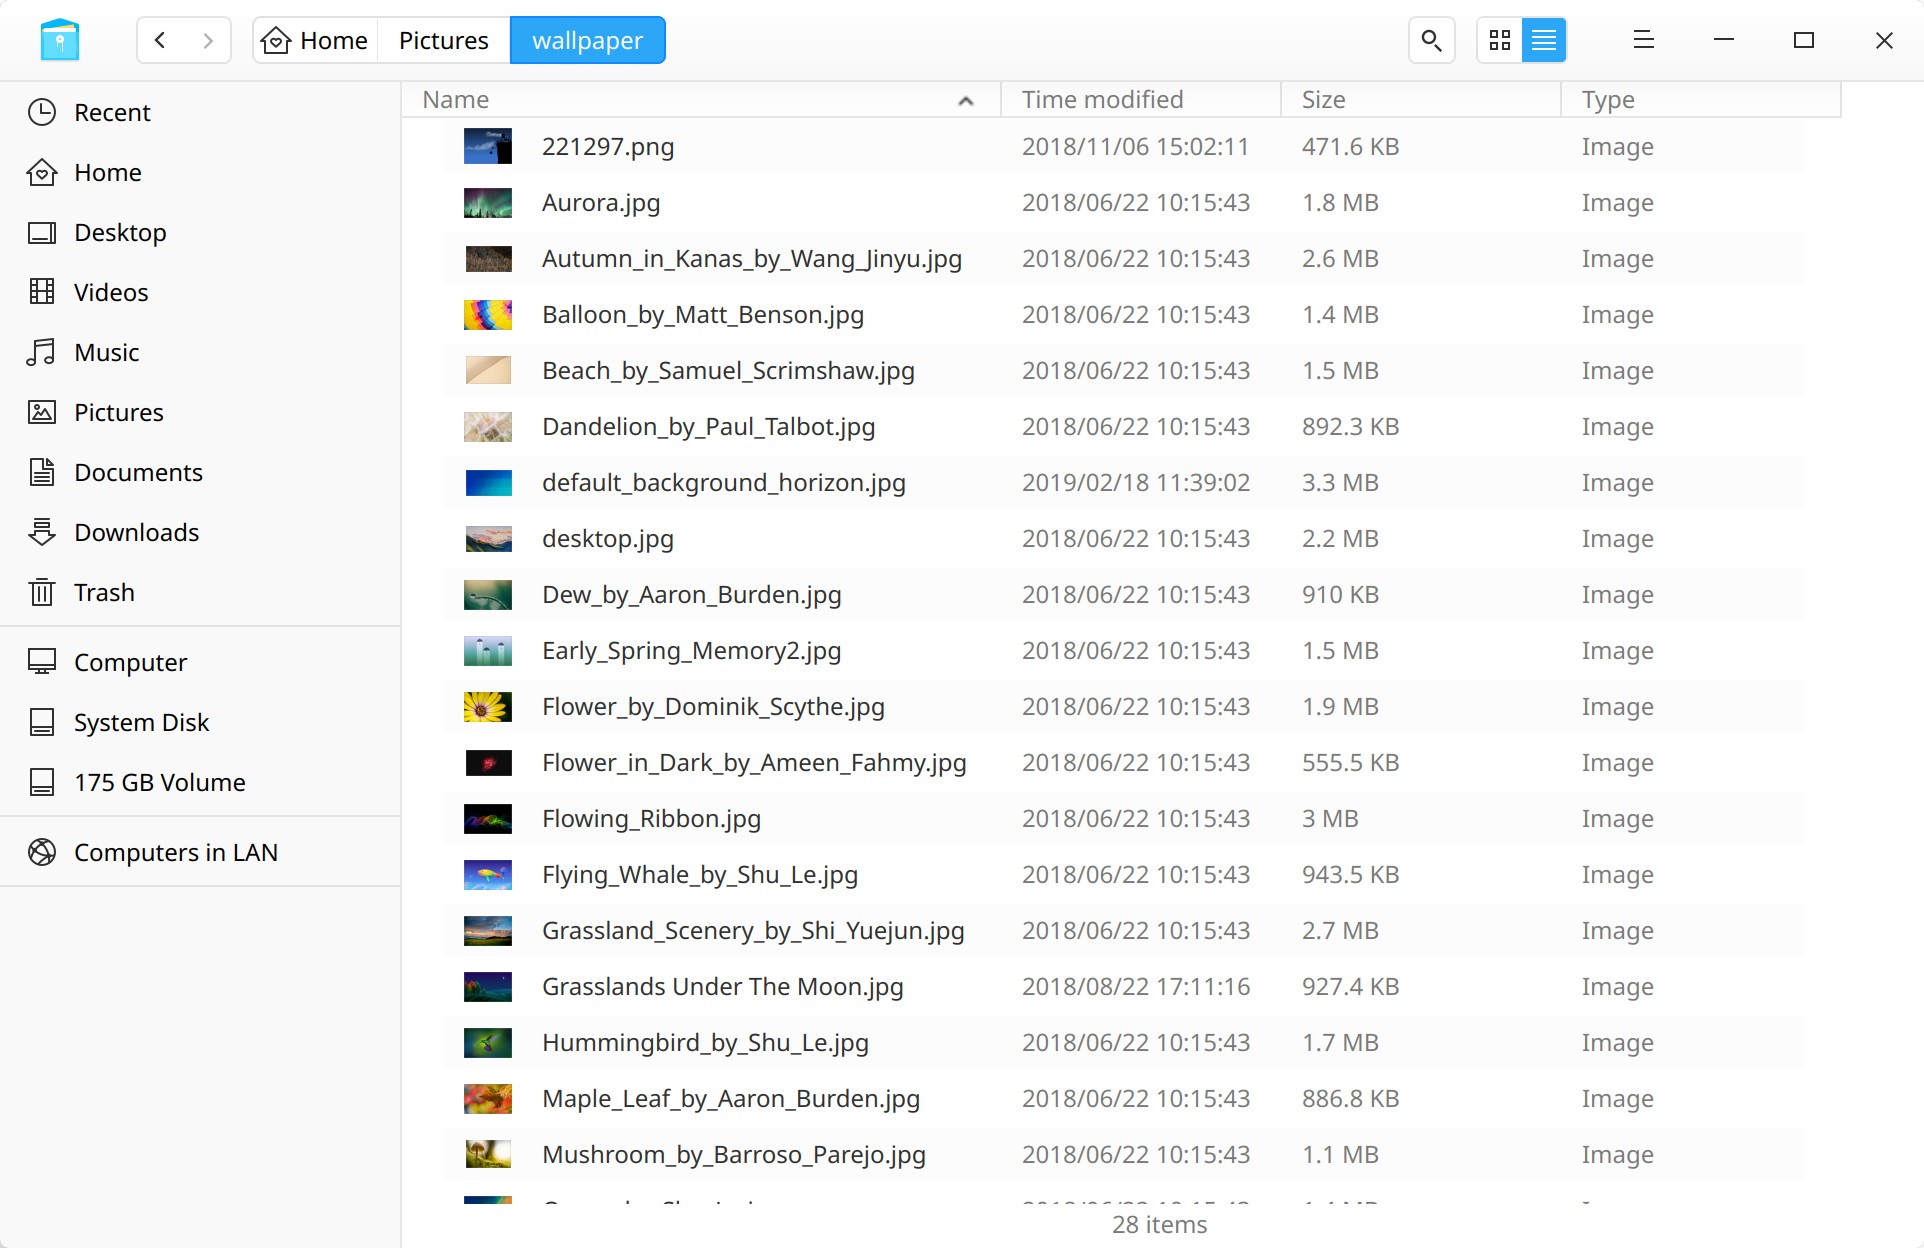 Home Pictures wallpaper
Recent
Home
Desktop
Videos
Music
Pictures
Documents
Downloads
Trash
Computer
System Disk
175 GB Volume
Computers in LAN
Name Time modified Size Type
221297.png 2018/11/06 15:02:11 471.6 KB Image
Aurora.jpg 2018/06/22 10:15:43 1.8 MB Image
Autumn_in_Kanas_by_Wang_Jinyu.jpg 2018/06/22 10:15:43 2.6 MB Image
Balloon_by_Matt_Benson.jpg 2018/06/22 10:15:43 1.4 MB Image
Beach_by_Samuel_Scrimshaw.jpg 2018/06/22 10:15:43 1.5 MB Image
Dandelion_by_Paul_Talbot.jpg 2018/06/22 10:15:43 892.3 KB Image
default_background_horizon.jpg 2019/02/18 11:39:02 3.3 MB Image
desktop.jpg 2018/06/22 10:15:43 2.2 MB Image
Dew_by_Aaron_Burden.jpg 2018/06/22 10:15:43 910 KB Image
Early_Spring_Memory2.jpg 2018/06/22 10:15:43 1.5 MB Image
Flower_by_Dominik_Scythe.jpg 2018/06/22 10:15:43 1.9 MB Image
Flower_in_Dark_by_Ameen_Fahmy.jpg 2018/06/22 10:15:43 555.5 KB Image
Flowing_Ribbon.jpg 2018/06/22 10:15:43 3 MB Image
Flying_Whale_by_Shu_Le.jpg 2018/06/22 10:15:43 943.5 KB Image
Grassland_Scenery_by_Shi_Yuejun.jpg 2018/06/22 10:15:43 2.7 MB Image
Grasslands Under The Moon.jpg 2018/08/22 17:11:16 927.4 KB Image
Hummingbird_by_Shu_Le.jpg 2018/06/22 10:15:43 1.7 MB Image
Maple_Leaf_by_Aaron_Burden.jpg 2018/06/22 10:15:43 886.8 KB Image
Mushroom_by_Barroso_Parejo.jpg 2018/06/22 10:15:43 1.1 MB Image
28 items